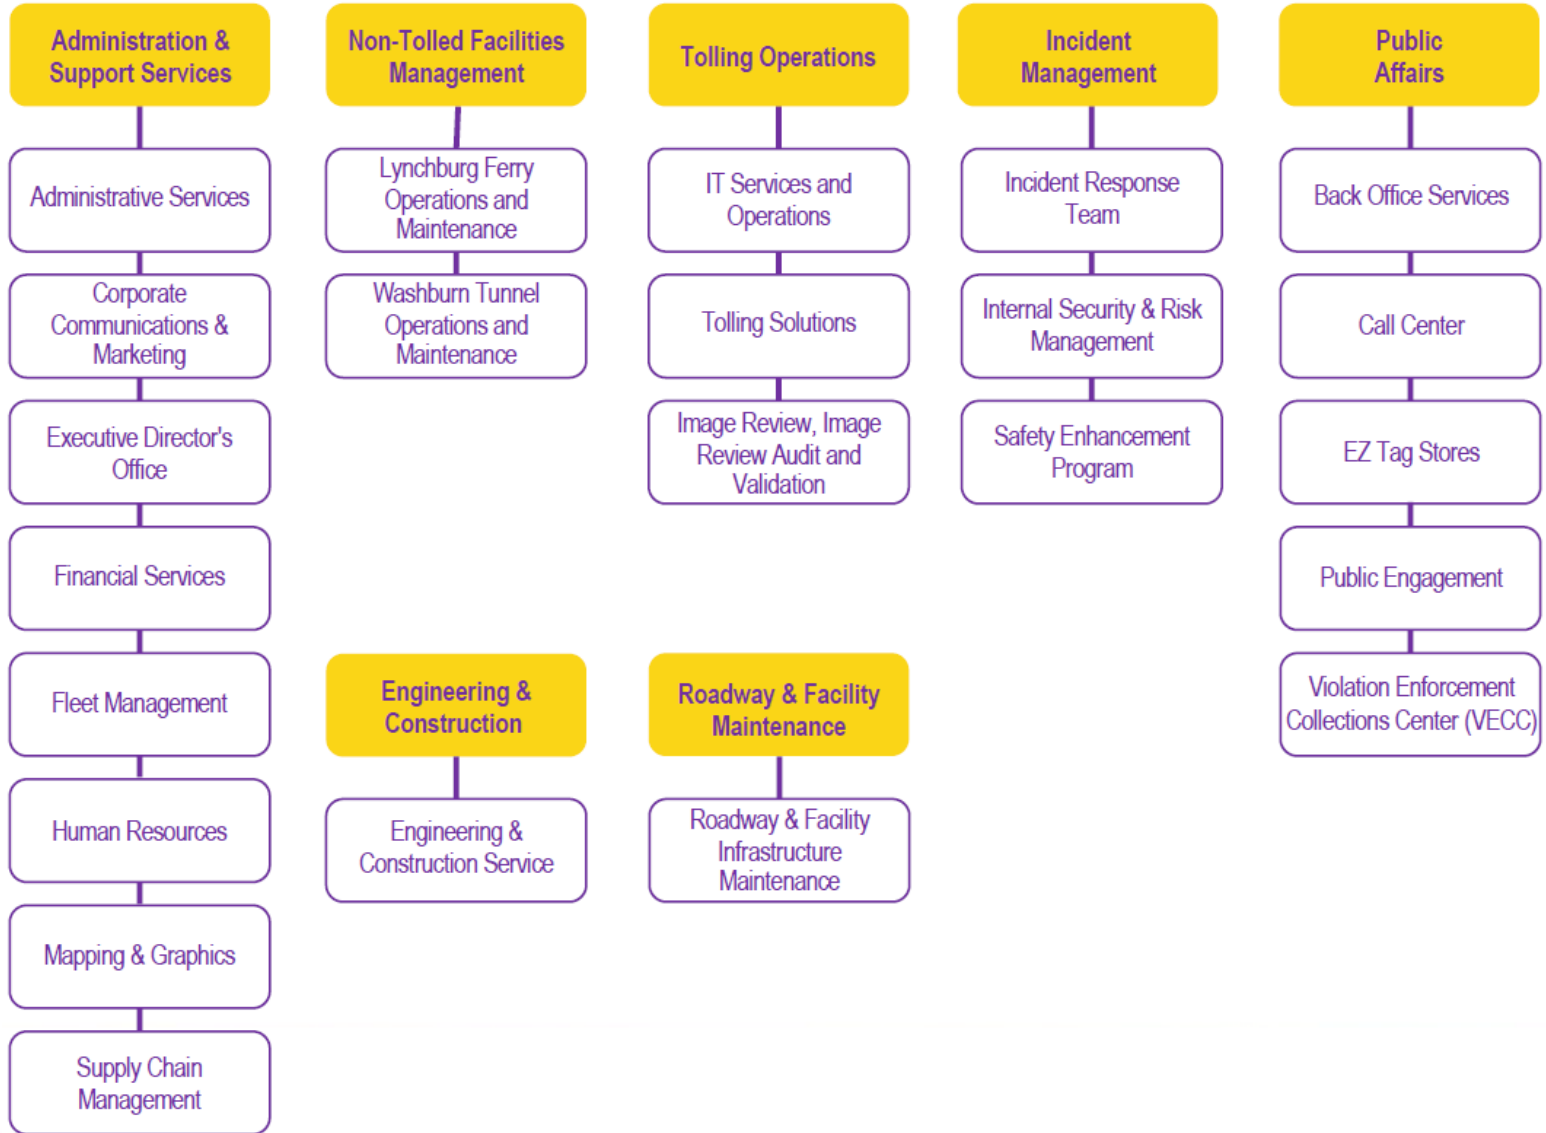 Administration &
Support Services
Administrative Services
Corporate
Communications &
Marketing
Executive Director's
Office
Financial Services
Fleet Management
Human Resources
Mapping & Graphics
Supply Chain
Management
Non-Tolled Facilities
Management
Lynchburg Ferry
Operations and
Maintenance
Washburn Tunnel
Operations and
Maintenance
Engineering &
Construction
Engineering &
Construction Service
Tolling Operations
IT Services and
Operations
Tolling Solutions
Image Review, Image
Review Audit and
Validation
Roadway & Facility
Maintenance
Roadway & Facility
Infrastructure
Maintenance
Incident
Management
Incident Response
Team
Internal Security & Risk
Management
Safety Enhancement
Program
Public
Affairs
Back Office Services
Call Center
EZ Tag Stores
Public Engagement
Violation Enforcement
Collections Center (VECC)